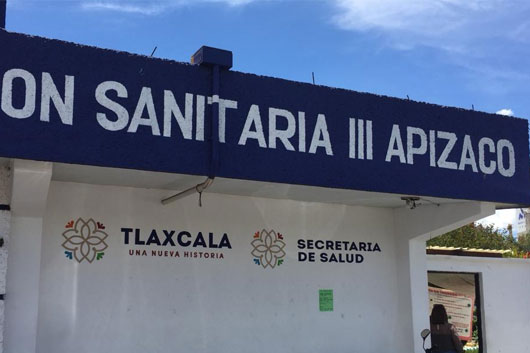 ON SANITARIA III APIZACO
TLAXCALA
UNA NUEVA HISTORIA
SECRETARIA
DE SALUD